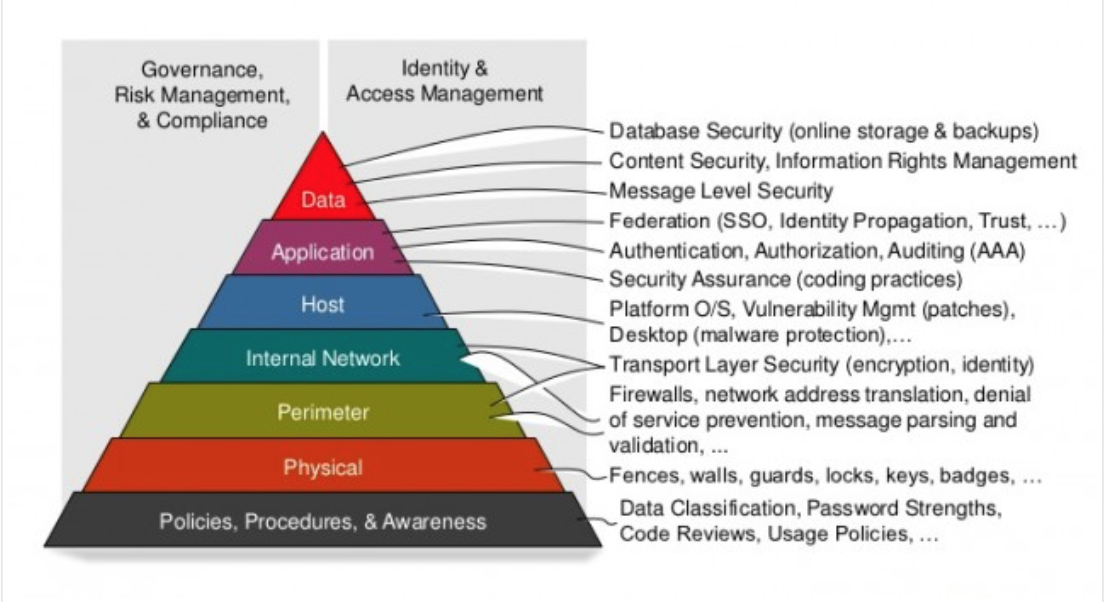 Governance,
Risk Management,
& Compliance
Identity &
Access Management
Data
Application
Host
Internal Network
Perimeter
Physical
Policies, Procedures, & Awareness
Database Security (online storage & backups)
Content Security, Information Rights Management
Message Level Security
Federation (SSO, Identity Propagation, Trust, …)
Authentication, Authorization, Auditing (AAA)
Security Assurance (coding practices)
Platform O/S, Vulnerability Mgmt (patches),
Desktop (malware protection),…
Transport Layer Security (encryption, identity)
Firewalls, network address translation, denial
of service prevention, message parsing and
validation, ...
Fences, walls, guards, locks, keys, badges, …
Data Classification, Password Strengths,
Code Reviews, Usage Policies, …